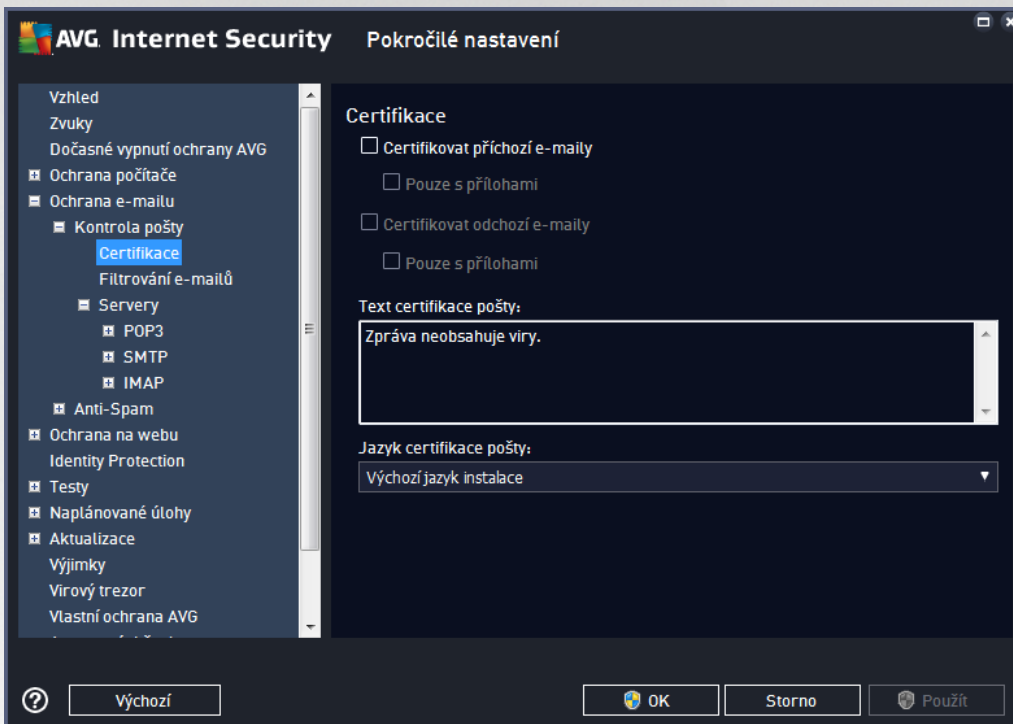 AVG. Internet Security Pokročilé nastavení
Vzhled
Zvuky
Dočasné vypnutí ochrany AVG
Ochrana počítače
Ochrana e-mailu
Kontrola pošty
Certifikace
Filtrování e-mailů
Servery
POP3
SMTP
IMAP
Anti-Spam
Ochrana na webu
Identity Protection
Testy
Naplánované úlohy
Aktualizace
Výjimky
Virový trezor
Vlastní ochrana AVG
Certifikace
Certifikovat příchozí e-maily
Pouze s přílohami
Certifikovat odchozí e-maily
Pouze s přílohami
Text certifikace pošty:
Zpráva neobsahuje viry.
Jazyk certifikace pošty:
Výchozí jazyk instalace
Výchozí
OK
Storno
Použít